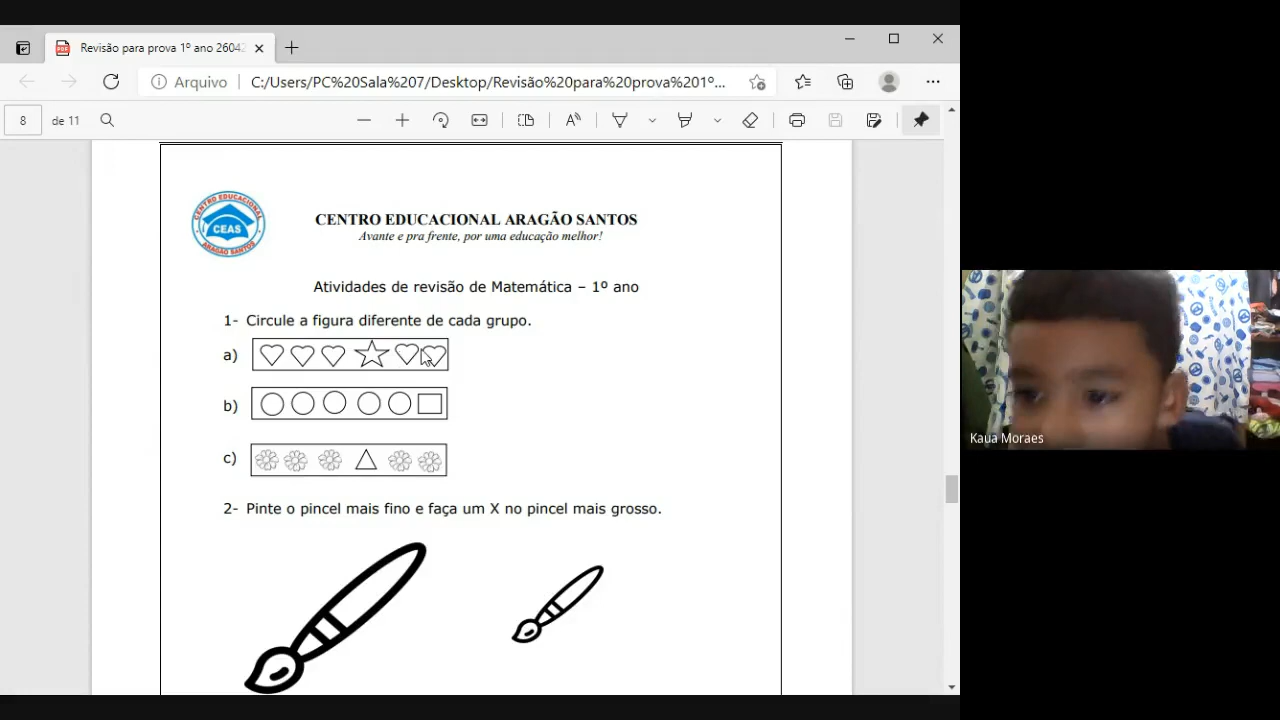 Revisão para prova 1º ano 26042
Arquivo
C:/Users/PC%20Sala%207/Desktop/Revisão%20para%20prova%201º...
8 de 11
CENTRO EDUCACIONAL
CEAS
ARAGÃO SANTOS
CENTRO EDUCACIONAL ARAGÃO SANTOS
Avante e pra frente, por uma educação melhor!
Atividades de revisão de Matemática – 1º ano
1- Circule a figura diferente de cada grupo.
a)
b)
c)
2- Pinte o pincel mais fino e faça um X no pincel mais grosso.
Kaua Moraes